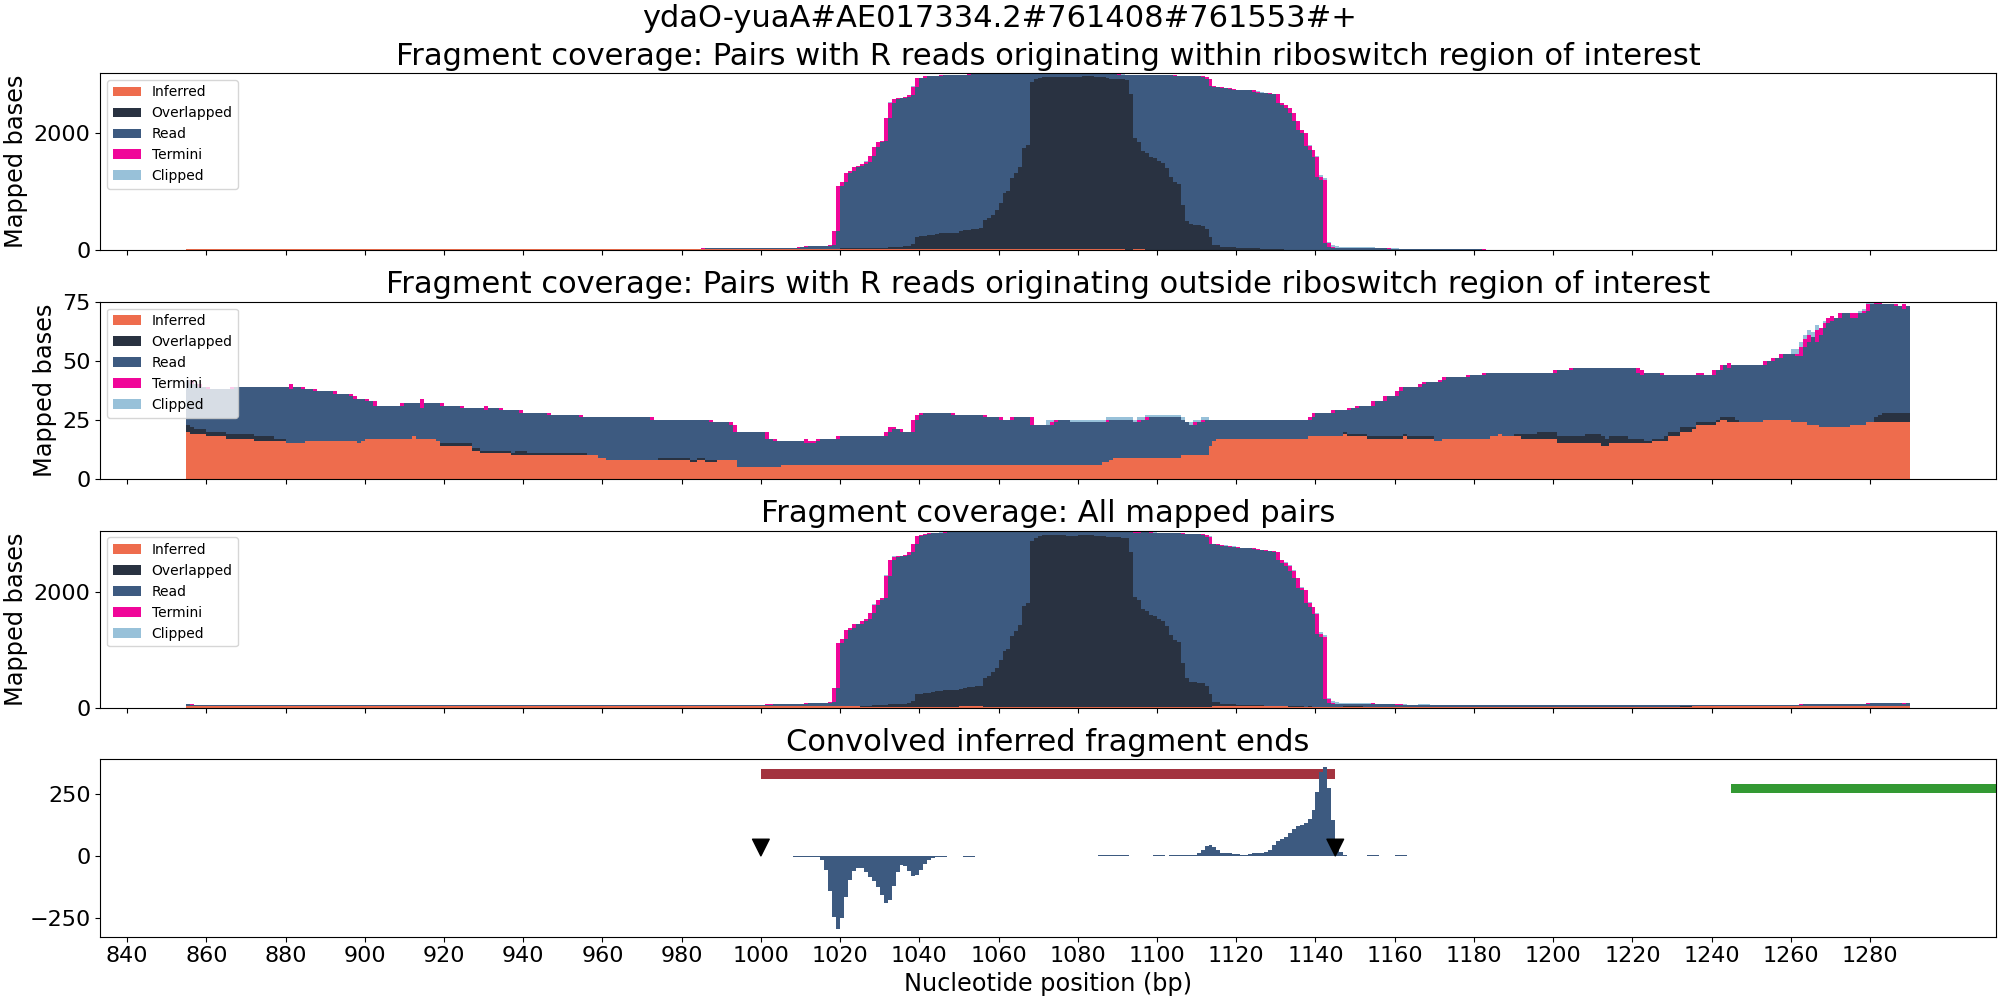 ydaO-yuaA#AE017334.2#761408#761553#+
Fragment coverage: Pairs with R reads originating within riboswitch region of interest
Mapped bases
2000
0
Inferred
Overlapped
Read
Termini
Clipped
Fragment coverage: Pairs with R reads originating outside riboswitch region of interest
Mapped bases
75
50
25
0
Inferred
Overlapped
Read
Termini
Clipped
Fragment coverage: All mapped pairs
Mapped bases
2000
0
Inferred
Overlapped
Read
Termini
Clipped
Convolved inferred fragment ends
250
0
−250
840 860 880 900 920 940 960 980 1000 1020 1040 1060 1080 1100 1120 1140 1160 1180 1200 1220 1240 1260 1280
Nucleotide position (bp)